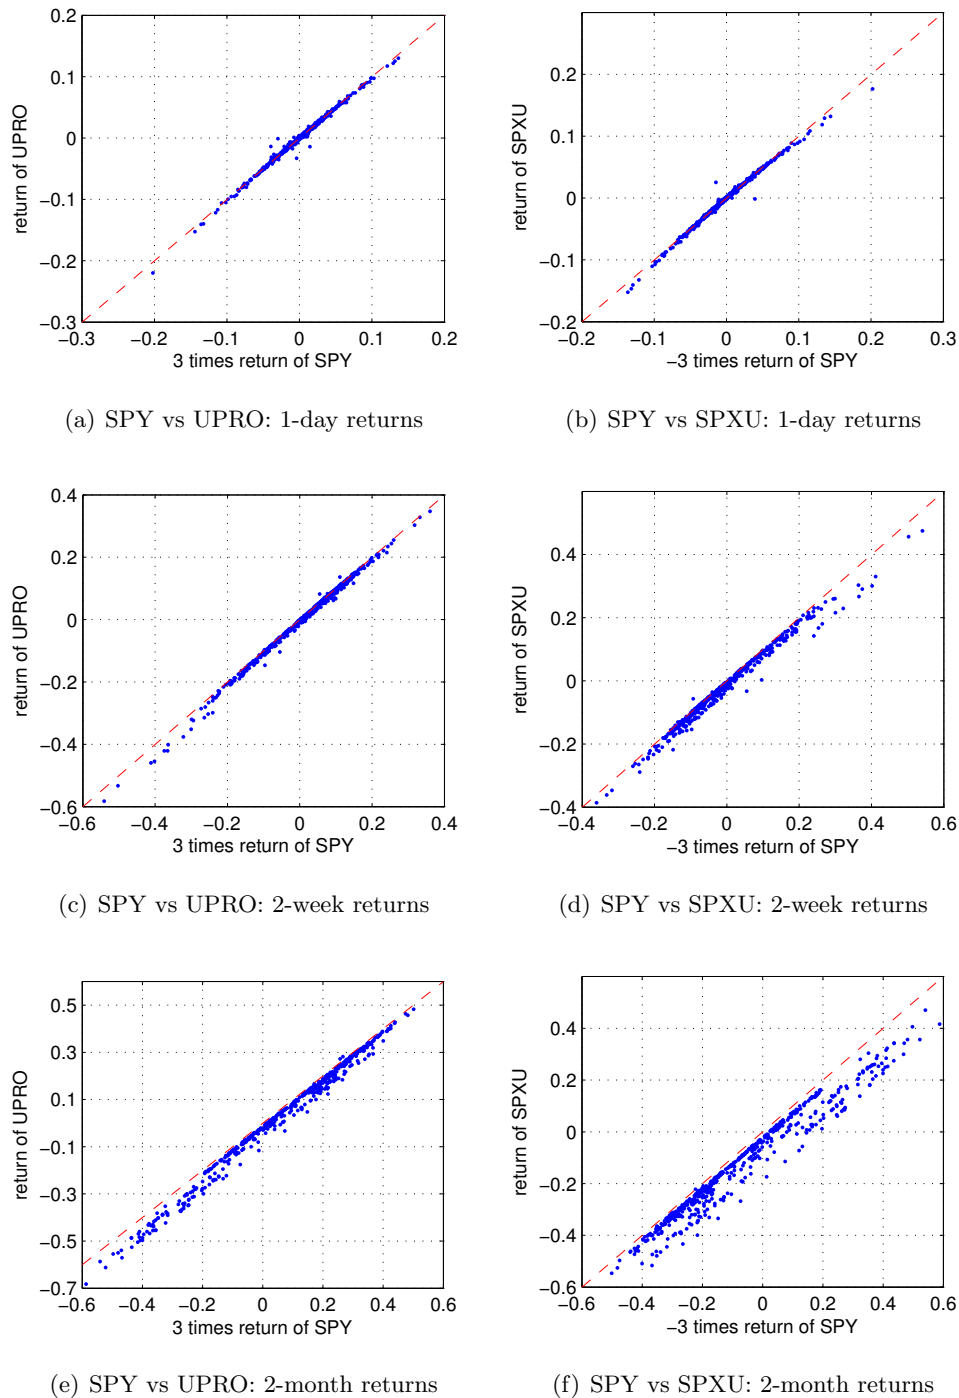 0.2
0.1
0
−0.1
−0.2
−0.3
−0.3 −0.2 −0.1 0 0.1 0.2
return of UPRO
3 times return of SPY
(a) SPY vs UPRO: 1-day returns
0.2
0.1
0
−0.1
−0.2
−0.2 −0.1 0 0.1 0.2 0.3
return of SPXU
−3 times return of SPY
(b) SPY vs SPXU: 1-day returns
0.4
0.2
0
−0.2
−0.4
−0.6
−0.6 −0.4 −0.2 0 0.2 0.4
return of UPRO
3 times return of SPY
(c) SPY vs UPRO: 2-week returns
0.4
0.2
0
−0.2
−0.4
−0.4 −0.2 0 0.2 0.4 0.6
return of SPXU
−3 times return of SPY
(d) SPY vs SPXU: 2-week returns
0.5
0.3
0.1
−0.1
−0.3
−0.5
−0.7
−0.6 −0.4 −0.2 0 0.2 0.4 0.6
return of UPRO
3 times return of SPY
(e) SPY vs UPRO: 2-month returns
0.4
0.2
0
−0.2
−0.4
−0.6
−0.6 −0.4 −0.2 0 0.2 0.4 0.6
return of SPXU
−3 times return of SPY
(f) SPY vs SPXU: 2-month returns